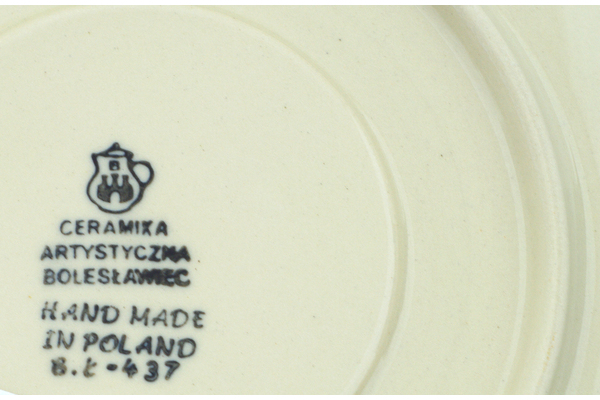 B
CERAMIKA
ARTYSTYCZNA
BOLESŁAWIEC
HAND MADE
IN POLAND
B.Ł-437